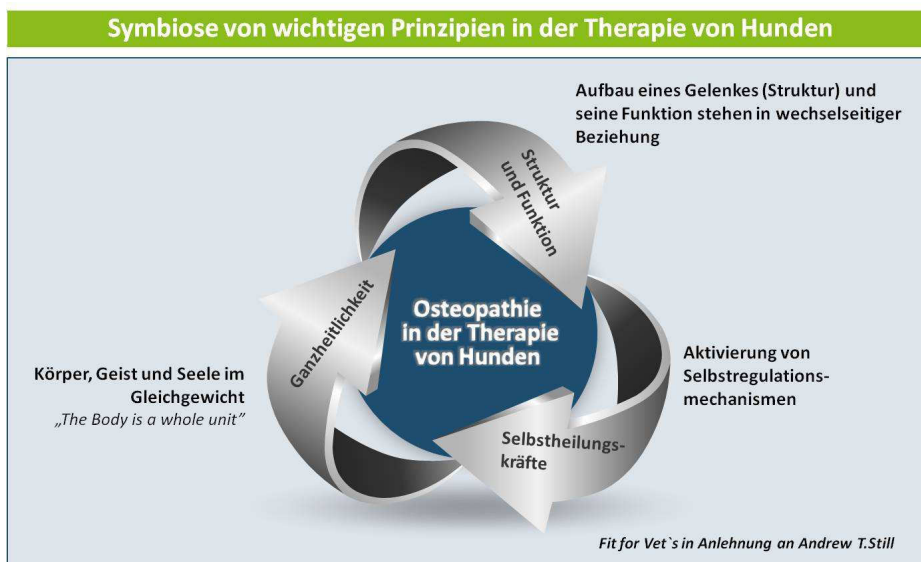 Symbiose von wichtigen Prinzipien in der Therapie von Hunden
Aufbau eines Gelenkes (Struktur) und
seine Funktion stehen in wechselseitiger
Beziehung
Struktur
und Funktion
Ganzheitlichkeit
Osteopathie
in der Therapie
von Hunden
Körper, Geist und Seele im
Gleichgewicht
„The Body is a whole unit”
Aktivierung von
Selbstregulations-
mechanismen
Selbstheilungs-
kräfte
Fit for Vet`s in Anlehnung an Andrew T.Still